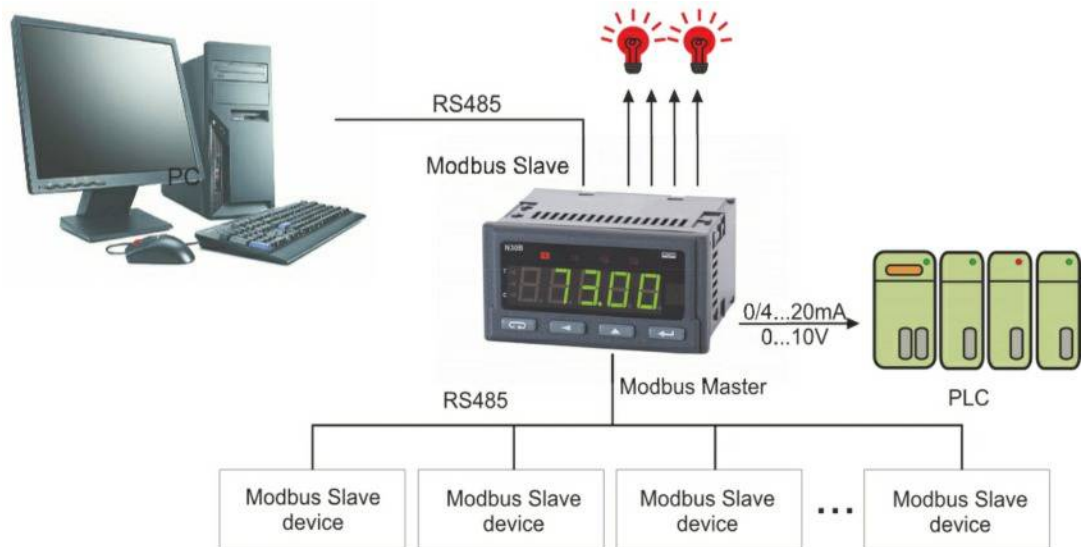 RS485
Modbus Slave
PC
N30B
73.00
0/4...20mA
0...10V
Modbus Master
RS485
PLC
Modbus Slave
device
Modbus Slave
device
Modbus Slave
device
...
Modbus Slave
device